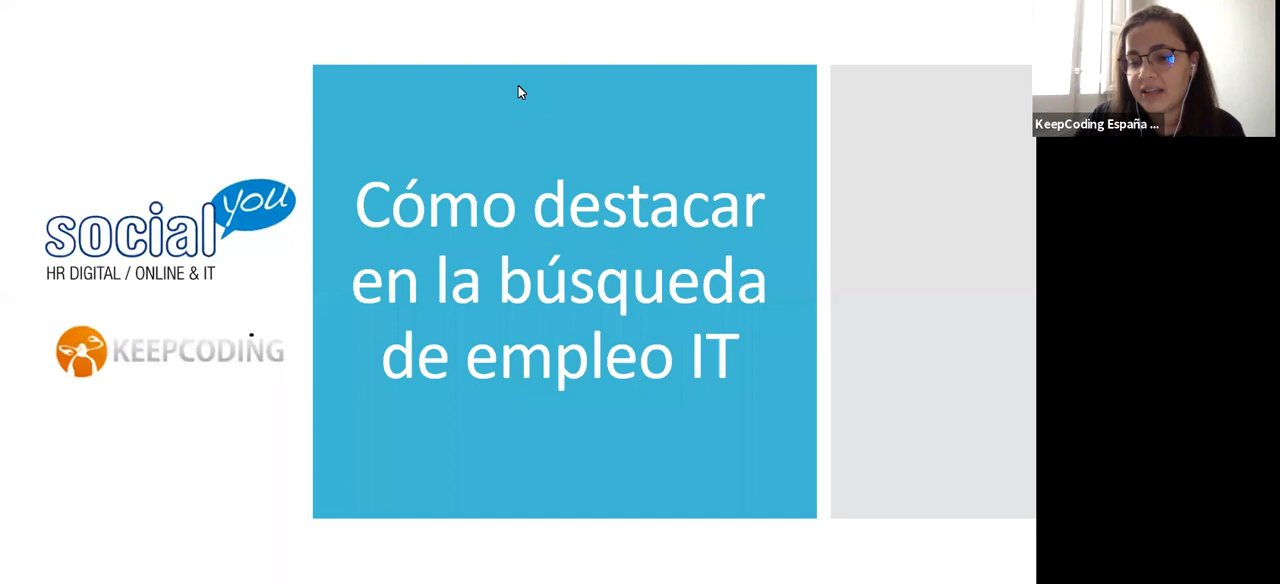 social you
HR DIGITAL / ONLINE & IT
KEEPCODING
Cómo destacar
en la búsqueda
de empleo IT
KeepCoding España ...